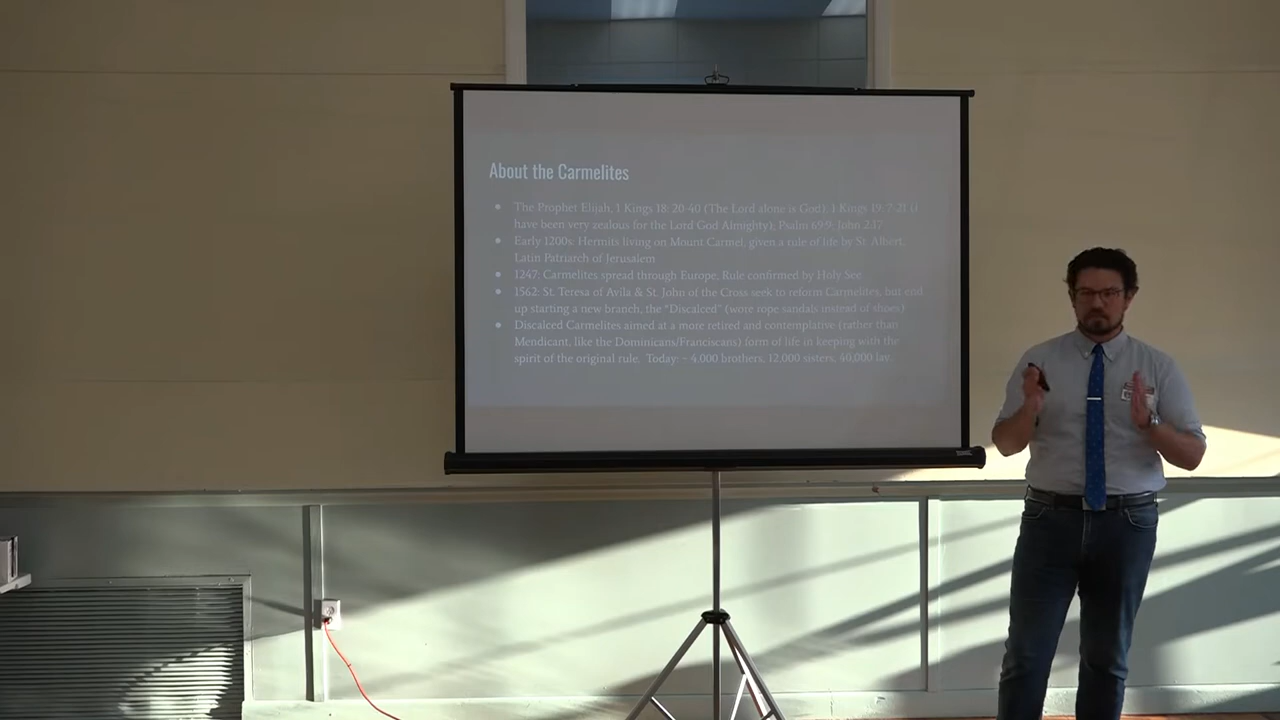 About the Carmelites
● The Prophet Elijah, 1 Kings 18: 20-40 (The Lord alone is God), 1 Kings 19: 7-21 (I
have been very zealous for the Lord God Almighty); Psalm 69:9; John 2:17
● Early 1200s: Hermits living on Mount Carmel, given a rule of life by St. Albert,
Latin Patriarch of Jerusalem
● 1247: Carmelites spread through Europe, Rule confirmed by Holy See
● 1562: St. Teresa of Avila & St. John of the Cross seek to reform Carmelites, but end
up starting a new branch, the "Discalced" (wore rope sandals instead of shoes)
● Discalced Carmelites aimed at a more retired and contemplative (rather than
Mendicant, like the Dominicans/Franciscans) form of life in keeping with the
spirit of the original rule. Today: ~ 4,000 brothers, 12,000 sisters, 40,000 lay.